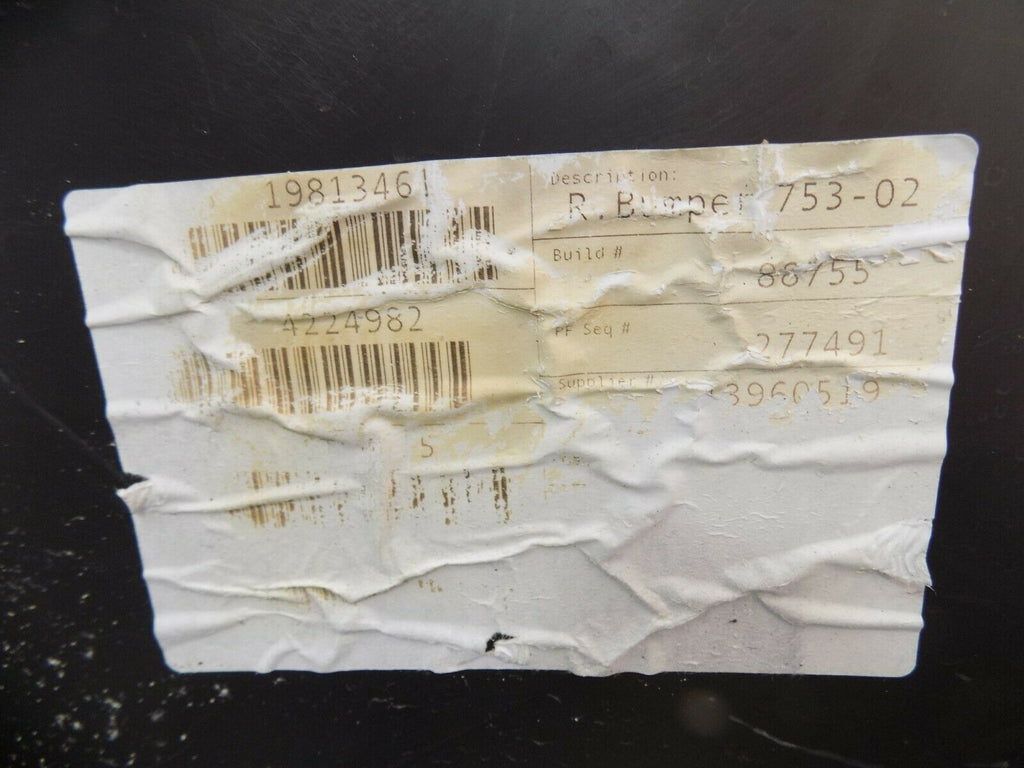 19813461
4224982
5
Description:
R.Bumper 753-02
Build #
88755
PF Seq #
277491
Supplier #
3960519